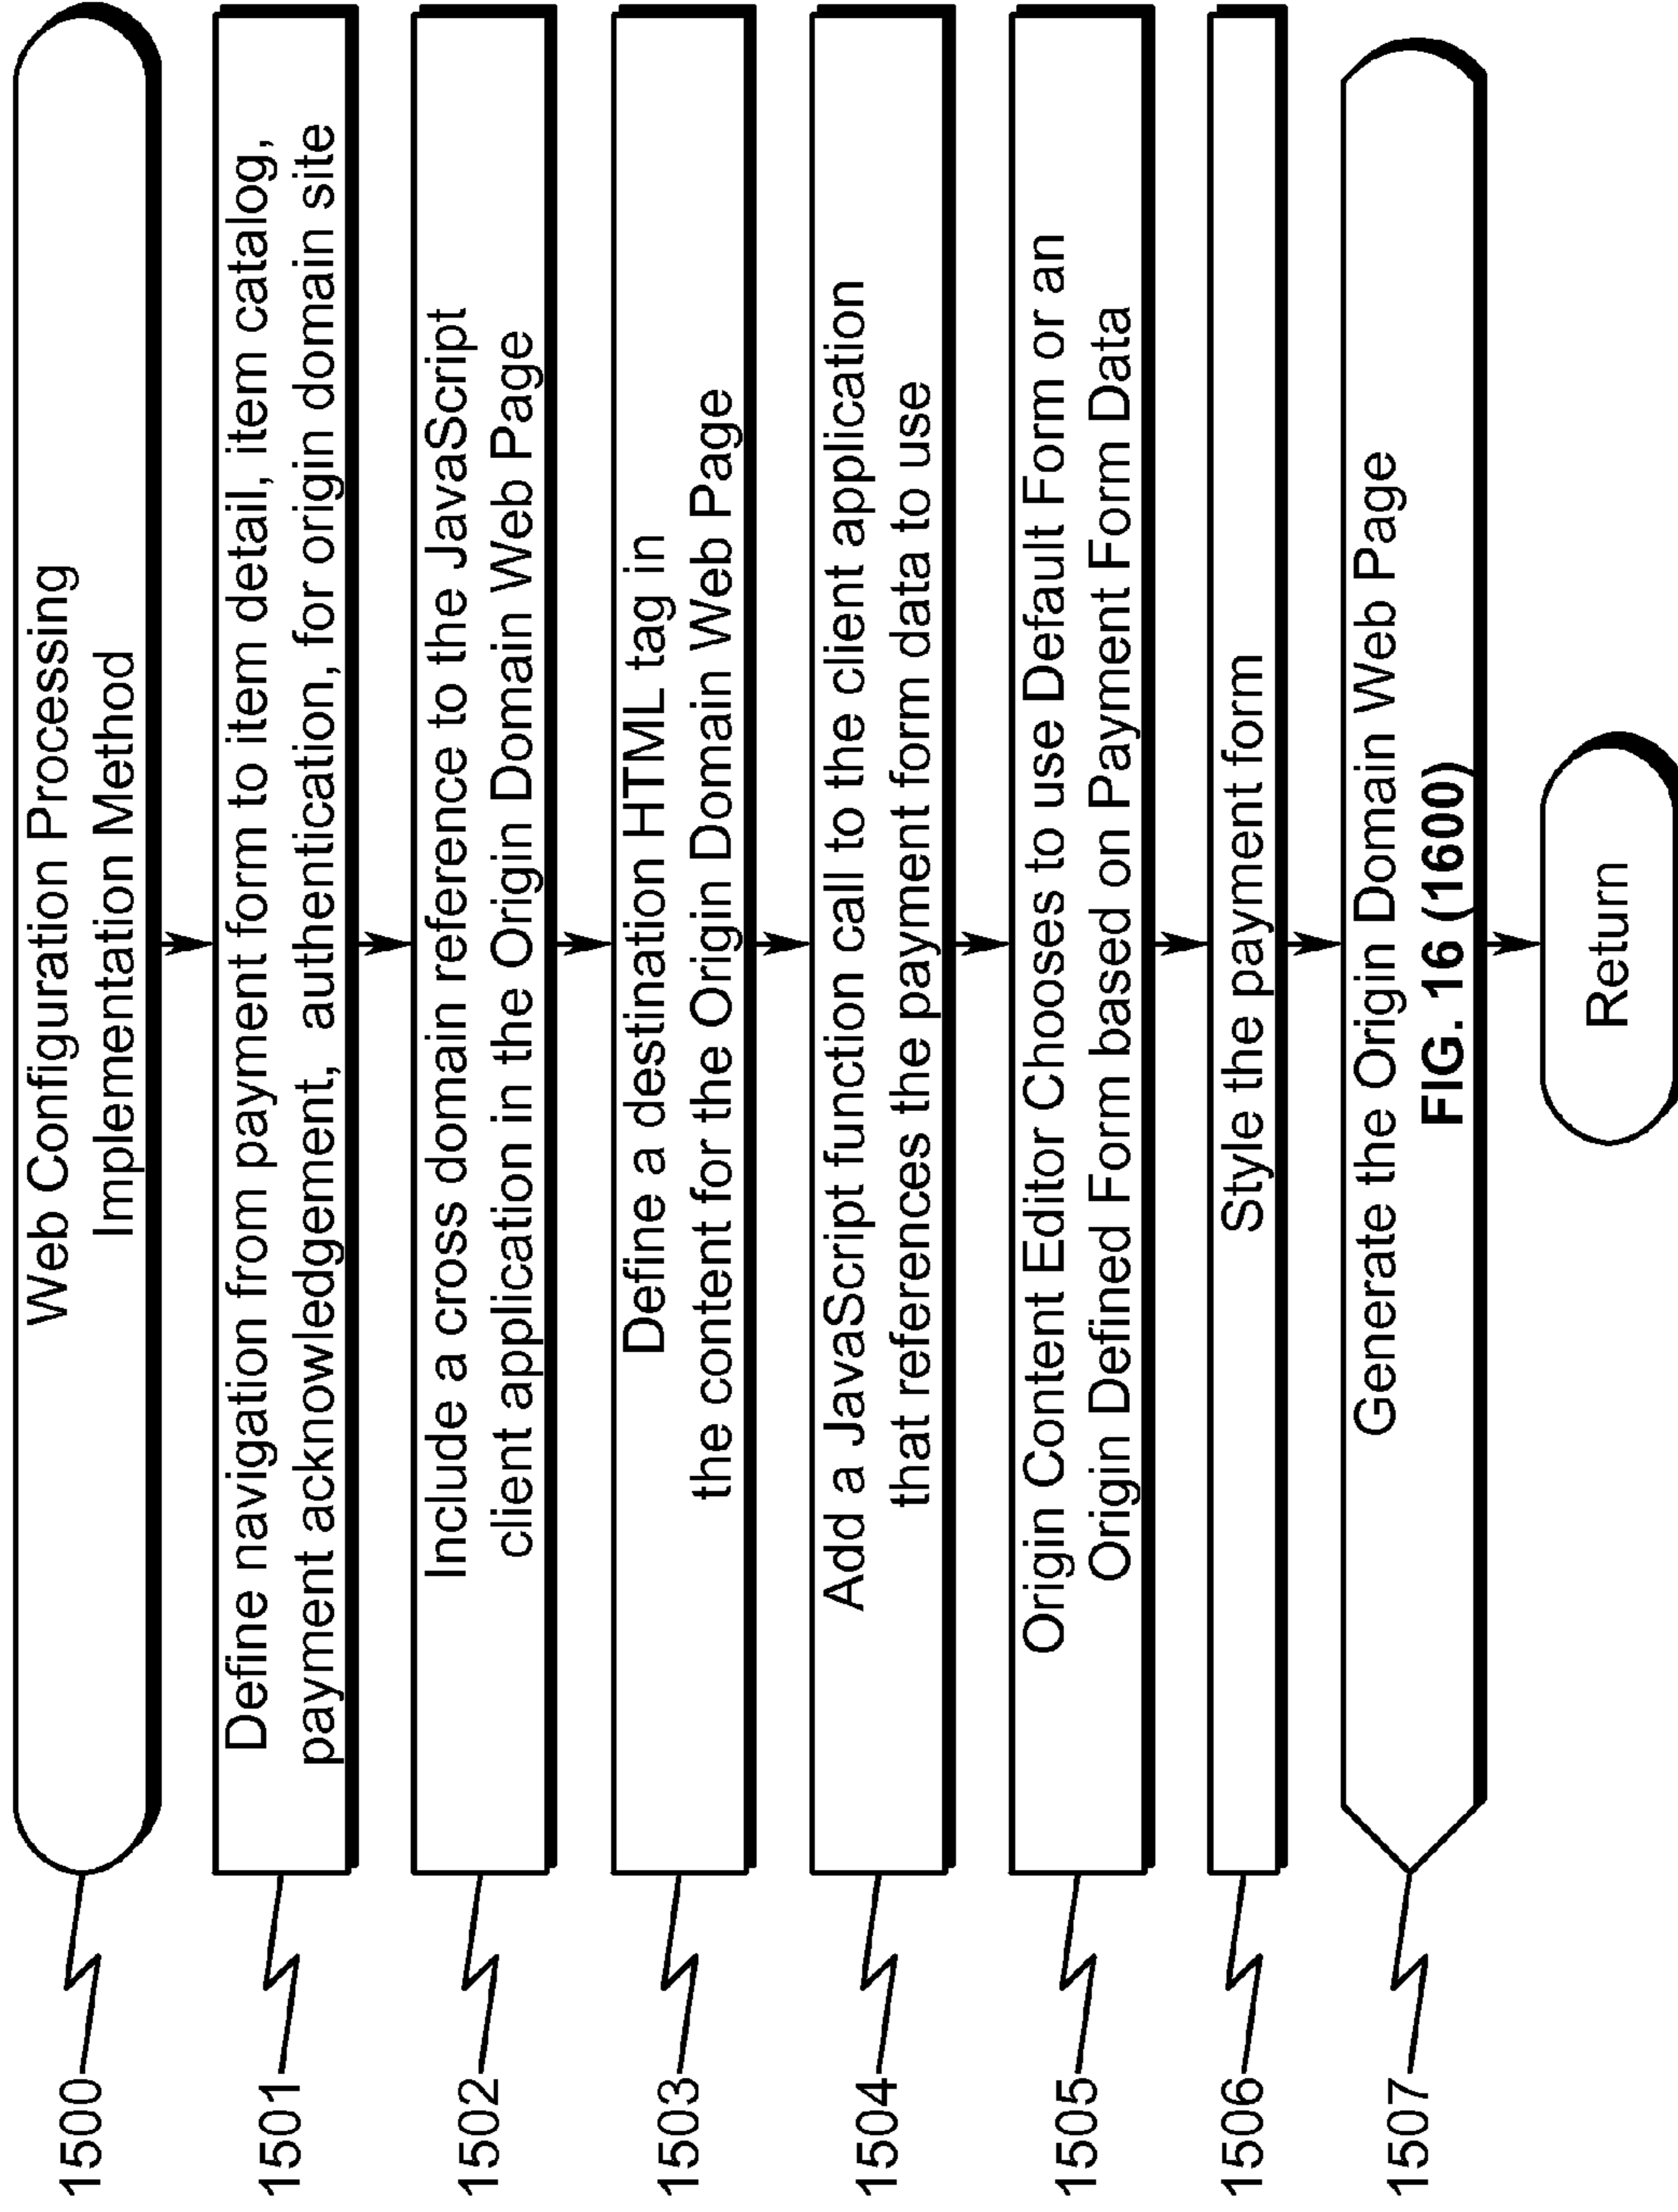 1500
Web Configuration Processing
Implementation Method
1501
Define navigation from payment form to item detail, item catalog,
payment acknowledgement, authentication, for origin domain site
1502
Include a cross domain reference to the JavaScript
client application in the Origin Domain Web Page
1503
Define a destination HTML tag in
the content for the Origin Domain Web Page
1504
Add a JavaScript function call to the client application
that references the payment form data to use
1505
Origin Content Editor Chooses to use Default Form or an
Origin Defined Form based on Payment Form Data
1506
Style the payment form
1507
Generate the Origin Domain Web Page
FIG. 16 (1600)
Return